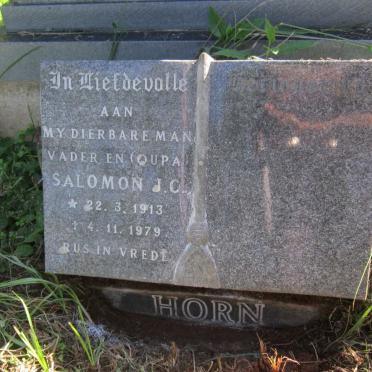 In Liefdevolle
AAN
MY DIERBARE MAN
VADER EN (OUPA)
SALOMON J.C.
* 22. 3. 1913
4. 11. 1979
RUS IN VREDE
HORN